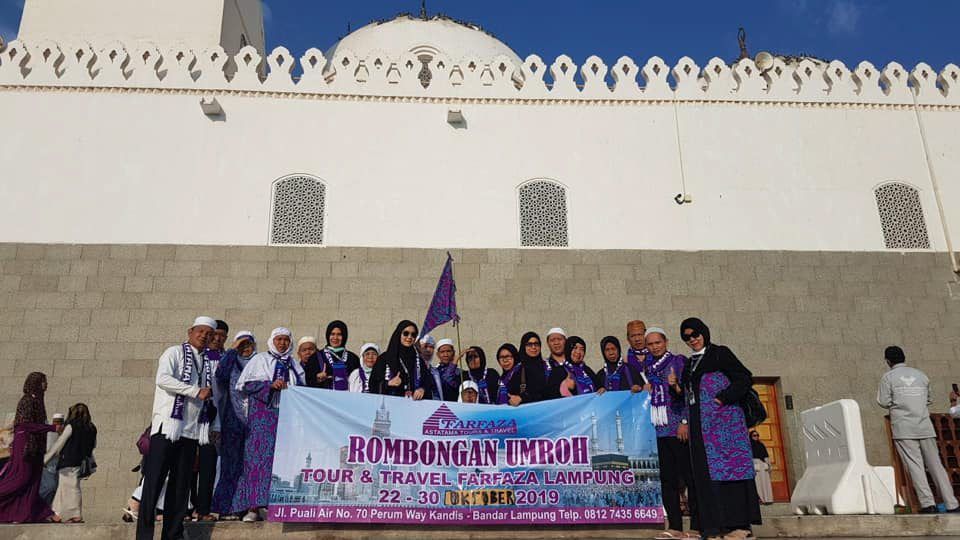 FARFAZA
ASTATAMA TOURS & TRAVEL
ROMBONGAN UMROH
TOUR & TRAVEL FARFAZA LAMPUNG
22 - 30 OKTOBER 2019
Jl. Puali Air No. 70 Perum Way Kandis - Bandar Lampung Telp. 0812 7435 6649